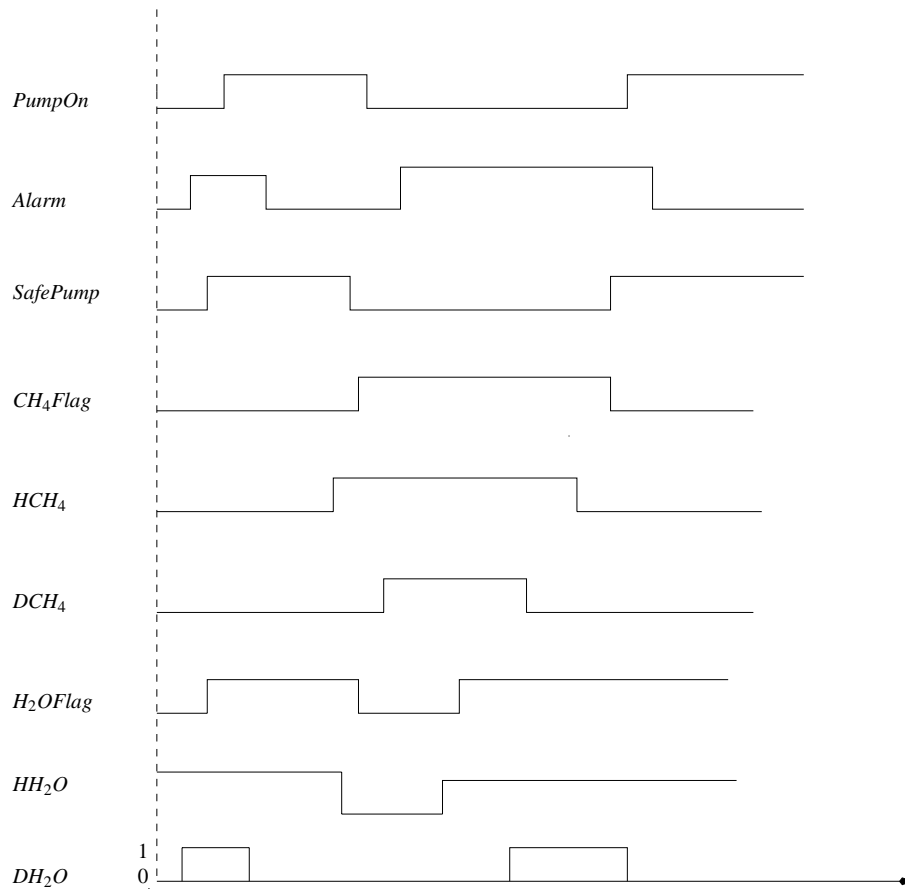 PumpOn
Alarm
SafePump
CH₄Flag
HCH₄
DCH₄
H₂OFlag
HH₂O
1
0
DH₂O